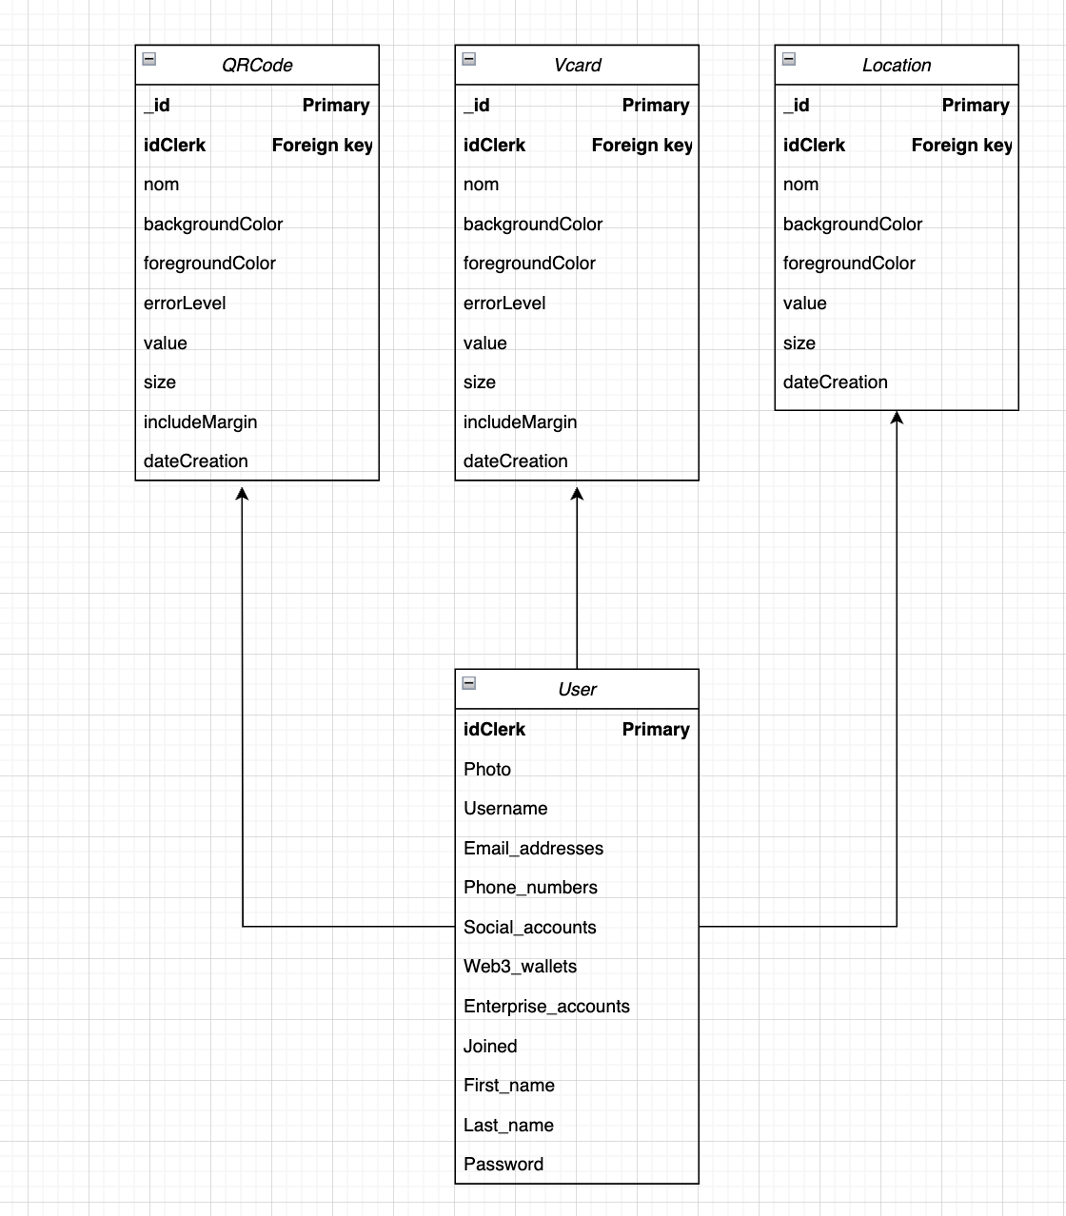 QRCode
_id Primary
idClerk Foreign key
nom
backgroundColor
foregroundColor
errorLevel
value
size
includeMargin
dateCreation
Vcard
_id Primary
idClerk Foreign key
nom
backgroundColor
foregroundColor
errorLevel
value
size
includeMargin
dateCreation
Location
_id Primary
idClerk Foreign key
nom
backgroundColor
foregroundColor
value
size
dateCreation
User
idClerk Primary
Photo
Username
Email_addresses
Phone_numbers
Social_accounts
Web3_wallets
Enterprise_accounts
Joined
First_name
Last_name
Password